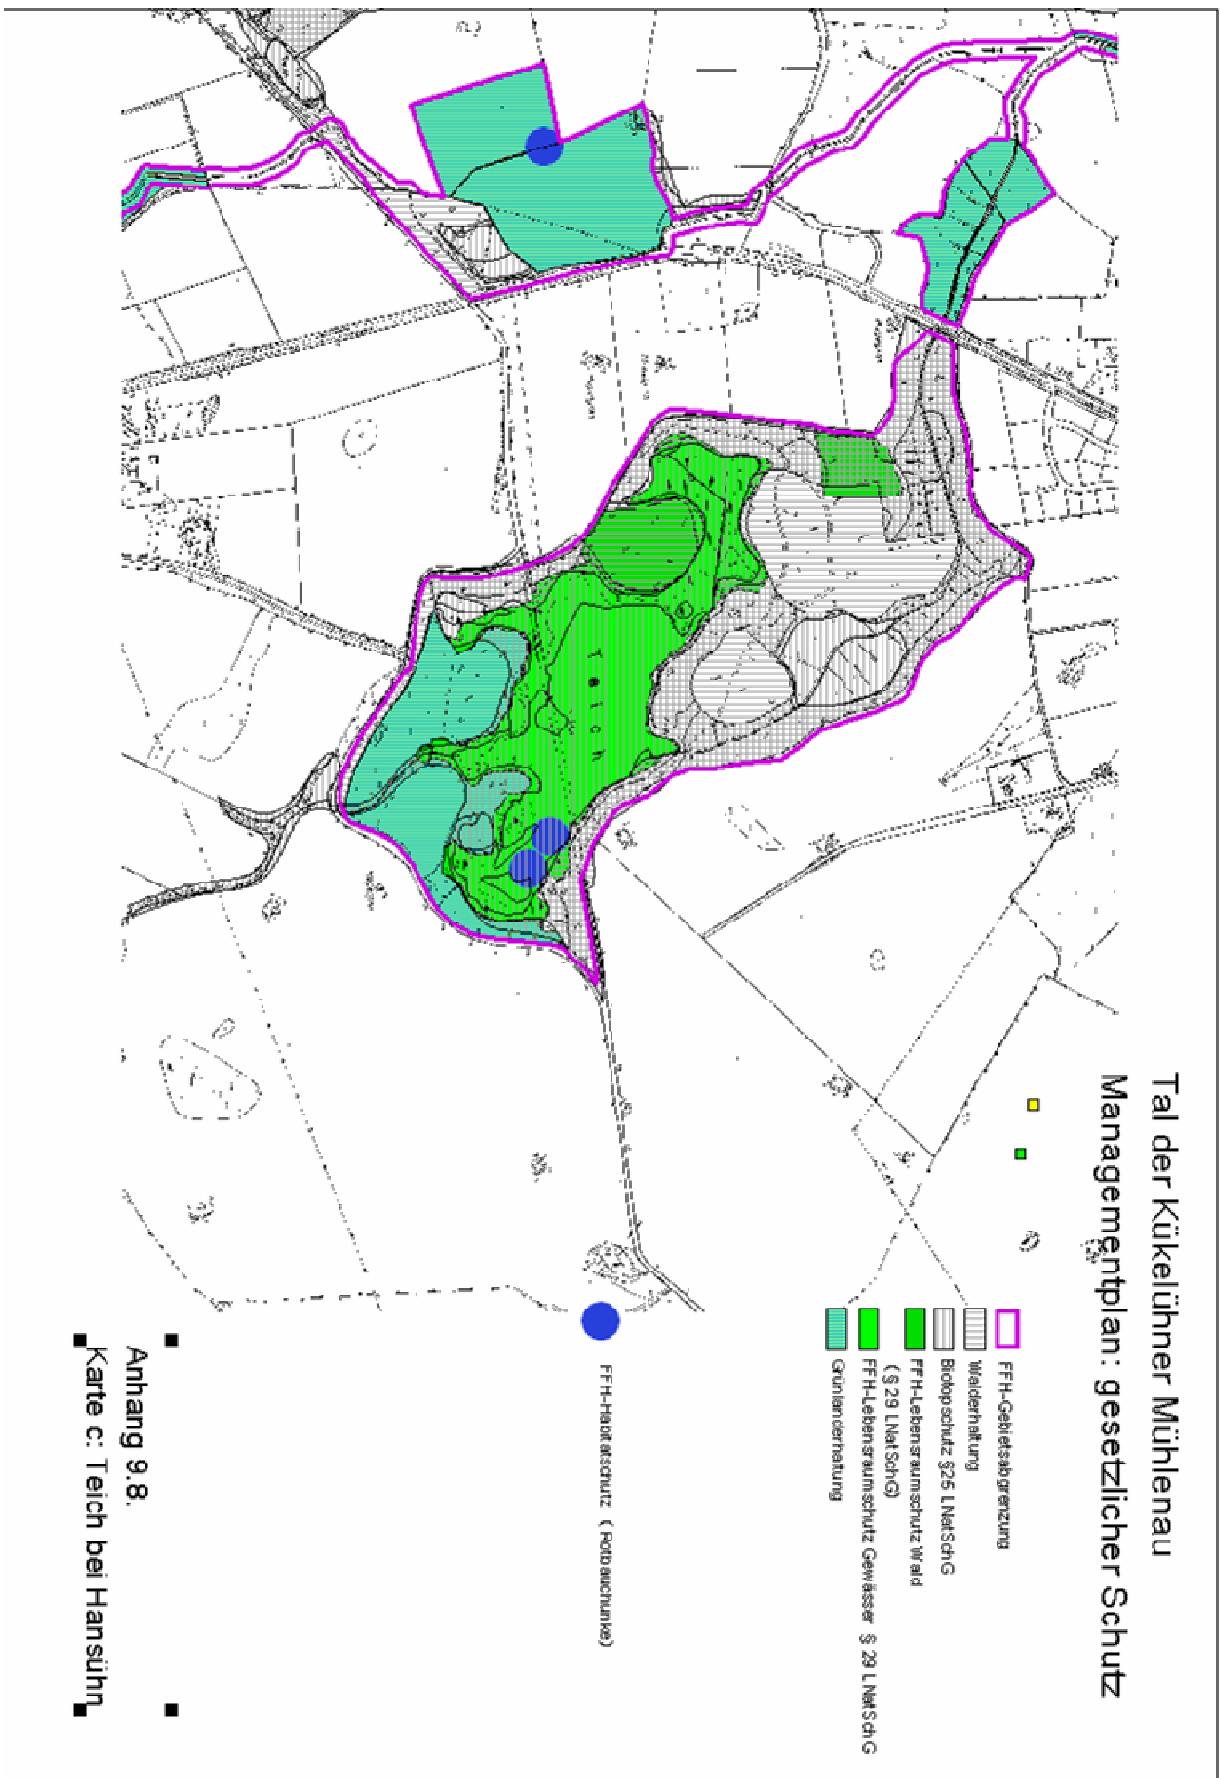 Tal der Kükelühner Mühlenau
Managementplan: gesetzlicher Schutz
FFH-Gebietsabgrenzung
Walderhaltung
Biotopschutz §25 LNatSchG
FFH-Lebensraumschutz Wald
(§ 29 LNatSchG)
FFH-Lebensraumschutz Gewässer § 29 LNatSchG
Grünlanderhaltung
FFH-Habitatschutz (Rotbauchunke)
Anhang 9.8.
Karte c: Teich bei Hansühn
Teich